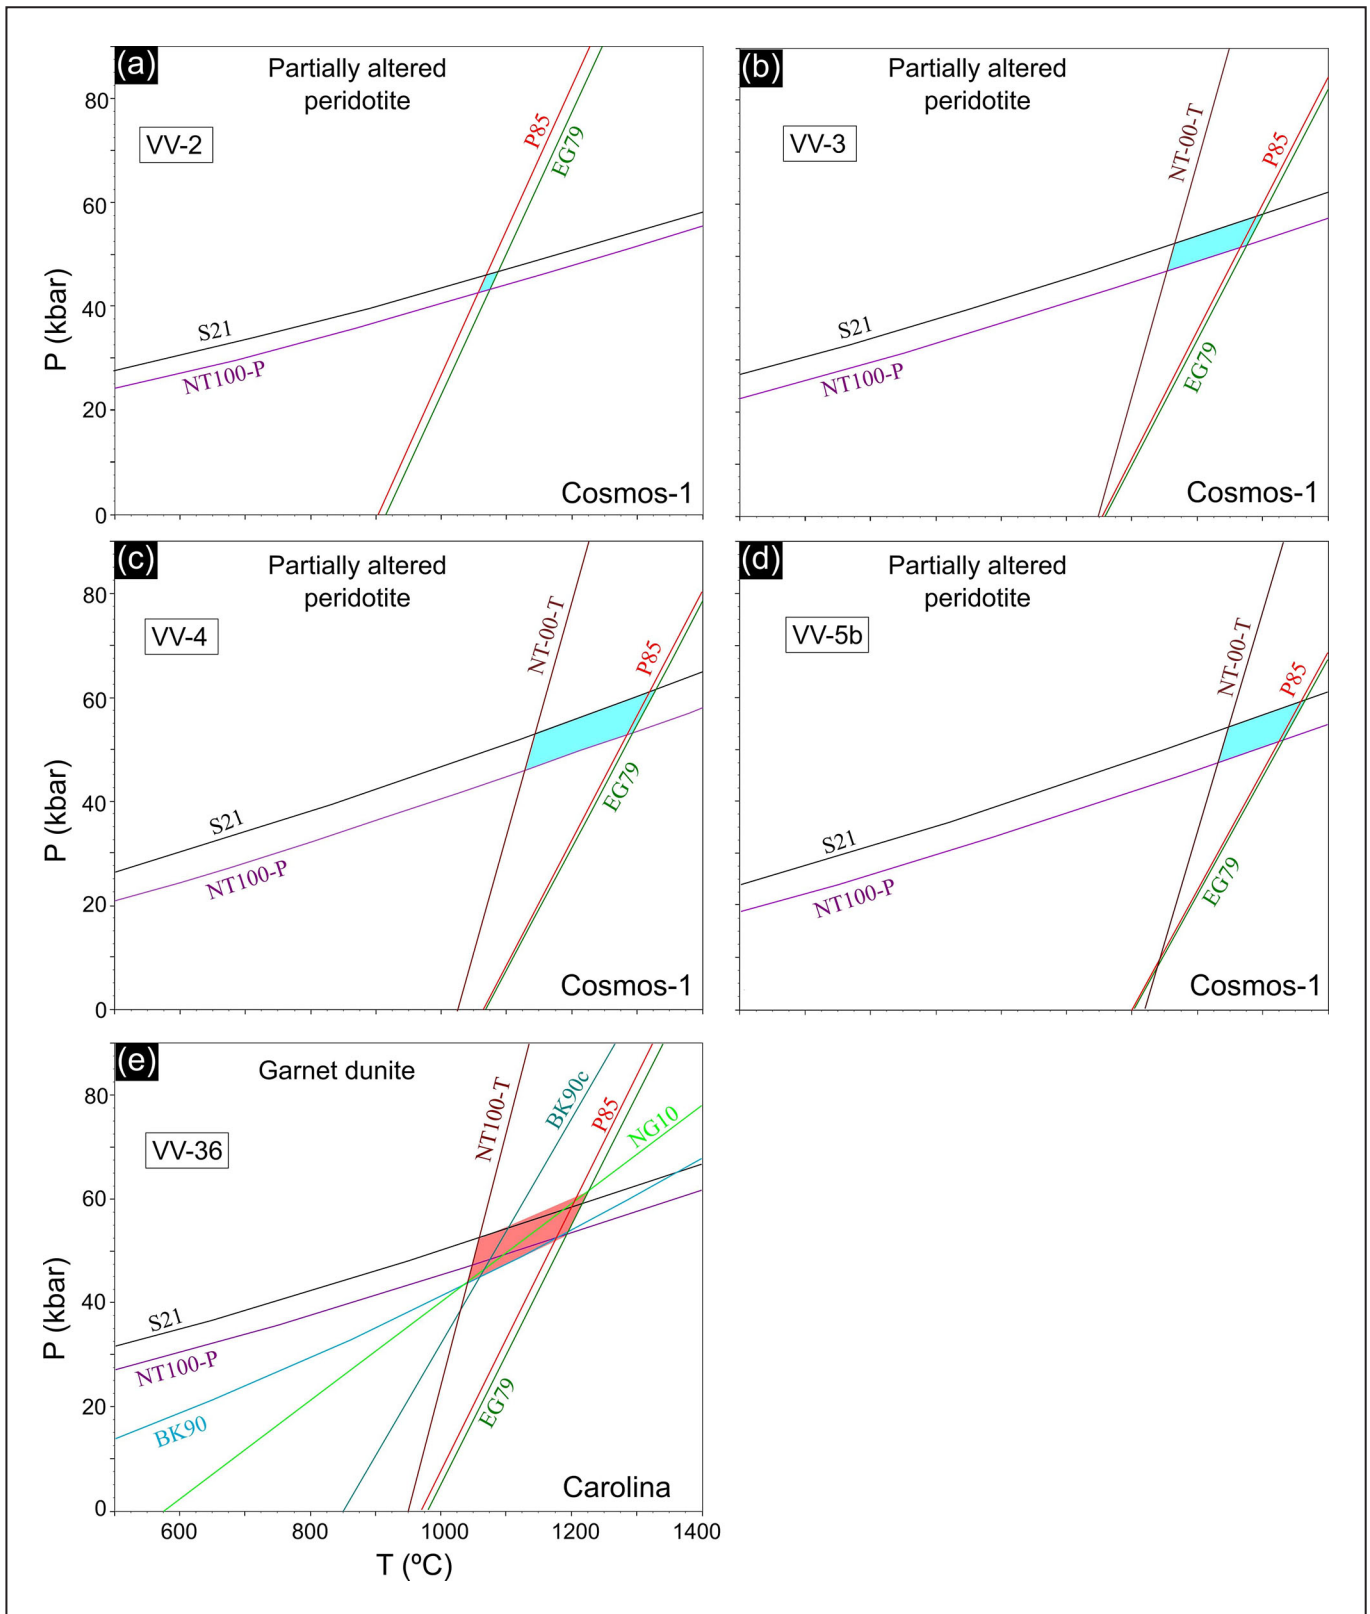 (a)
Partially altered
peridotite
VV-2
P85
EG79
S21
NT100-P
Cosmos-1
80
60
40
20
0
P (kbar)
(b)
Partially altered
peridotite
VV-3
NT-00-T
P85
S21
NT100-P
EG79
Cosmos-1
(c)
Partially altered
peridotite
VV-4
NT-00-T
P85
S21
NT100-P
EG79
Cosmos-1
80
60
40
20
0
P (kbar)
(d)
Partially altered
peridotite
VV-5b
NT-00-T
P85
S21
NT100-P
EG79
Cosmos-1
(e)
Garnet dunite
VV-36
NT100-T
BK90c
P85
NG10
S21
NT100-P
BK90
EG79
Carolina
80
60
40
20
0
P (kbar)
600 800 1000 1200 1400
T (ºC)